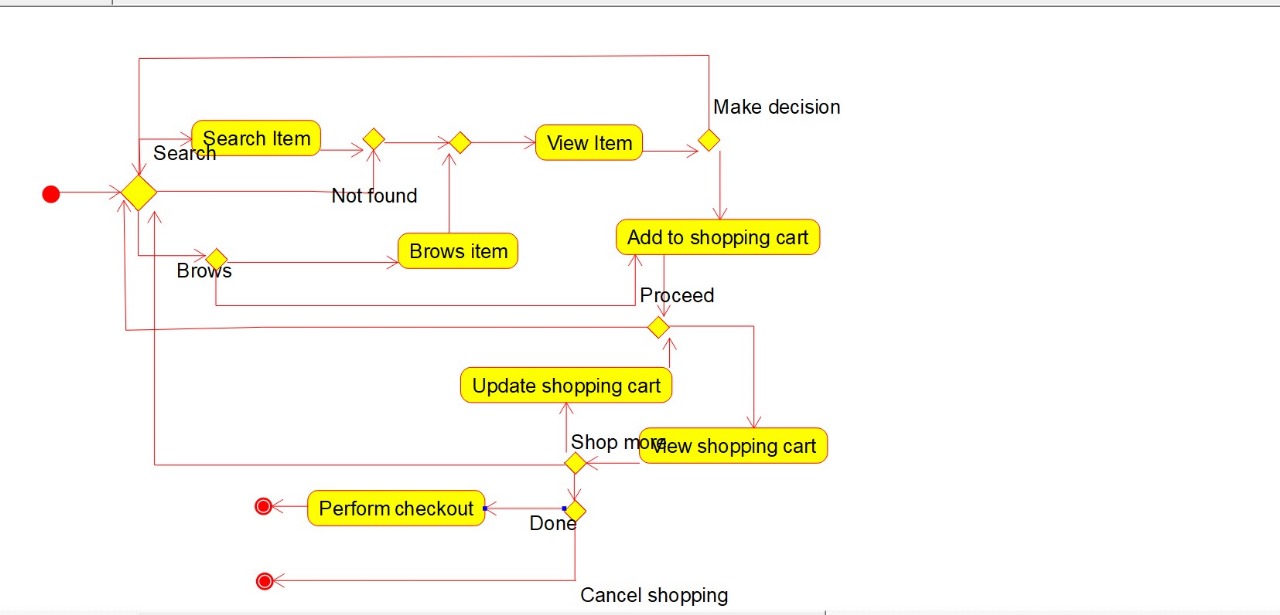 Make decision
Search Item
View Item
Search
Not found
Add to shopping cart
Brows item
Brows
Proceed
Update shopping cart
Shop more
View shopping cart
Perform checkout
Done
Cancel shopping